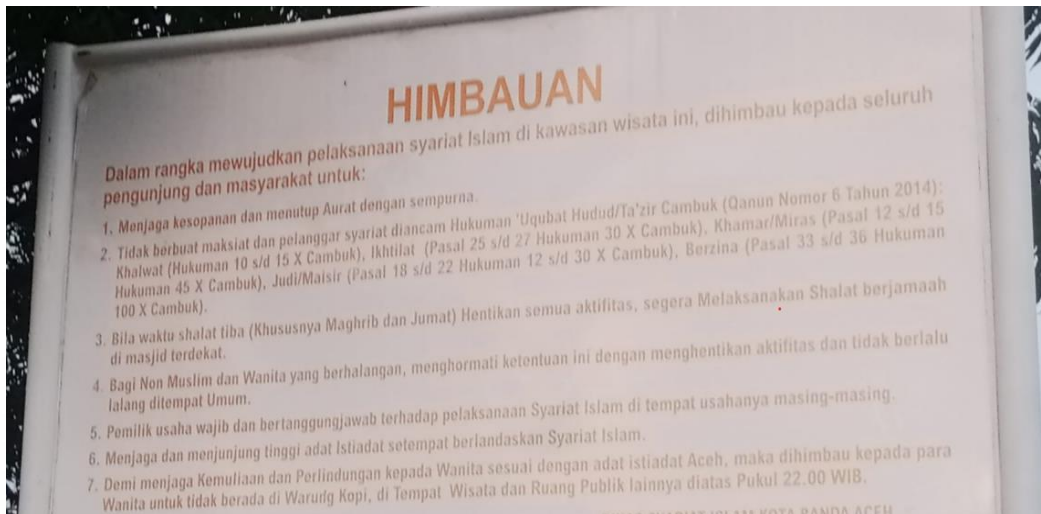 HIMBAUAN
Dalam rangka mewujudkan pelaksanaan syariat Islam di kawasan wisata ini, dihimbau kepada seluruh
pengunjung dan masyarakat untuk:
1. Menjaga kesopanan dan menutup Aurat dengan sempurna.
2. Tidak berbuat maksiat dan pelanggar syariat diancam Hukuman 'Uqubat Hudud/Ta'zir Cambuk (Qanun Nomor 6 Tahun 2014):
Khalwat (Hukuman 10 s/d 15 X Cambuk), Ikhtilat (Pasal 25 s/d 27 Hukuman 30 X Cambuk), Khamar/Miras (Pasal 12 s/d 15
Hukuman 45 X Cambuk), Judi/Maisir (Pasal 18 s/d 22 Hukuman 12 s/d 30 X Cambuk), Berzina (Pasal 33 s/d 36 Hukuman
100 X Cambuk).
3. Bila waktu shalat tiba (Khususnya Maghrib dan Jumat) Hentikan semua aktifitas, segera Melaksanakan Shalat berjamaah
di masjid terdekat.
4. Bagi Non Muslim dan Wanita yang berhalangan, menghormati ketentuan ini dengan menghentikan aktifitas dan tidak berlalu
lalang ditempat Umum.
5. Pemilik usaha wajib dan bertanggungjawab terhadap pelaksanaan Syariat Islam di tempat usahanya masing-masing.
6. Menjaga dan menjunjung tinggi adat Istiadat setempat berlandaskan Syariat Islam.
7. Demi menjaga Kemuliaan dan Perlindungan kepada Wanita sesuai dengan adat istiadat Aceh, maka dihimbau kepada para
Wanita untuk tidak berada di Warudg Kopi, di Tempat Wisata dan Ruang Publik lainnya diatas Pukul 22.00 WIB.
ISLAM KOTA BANDA ACEH